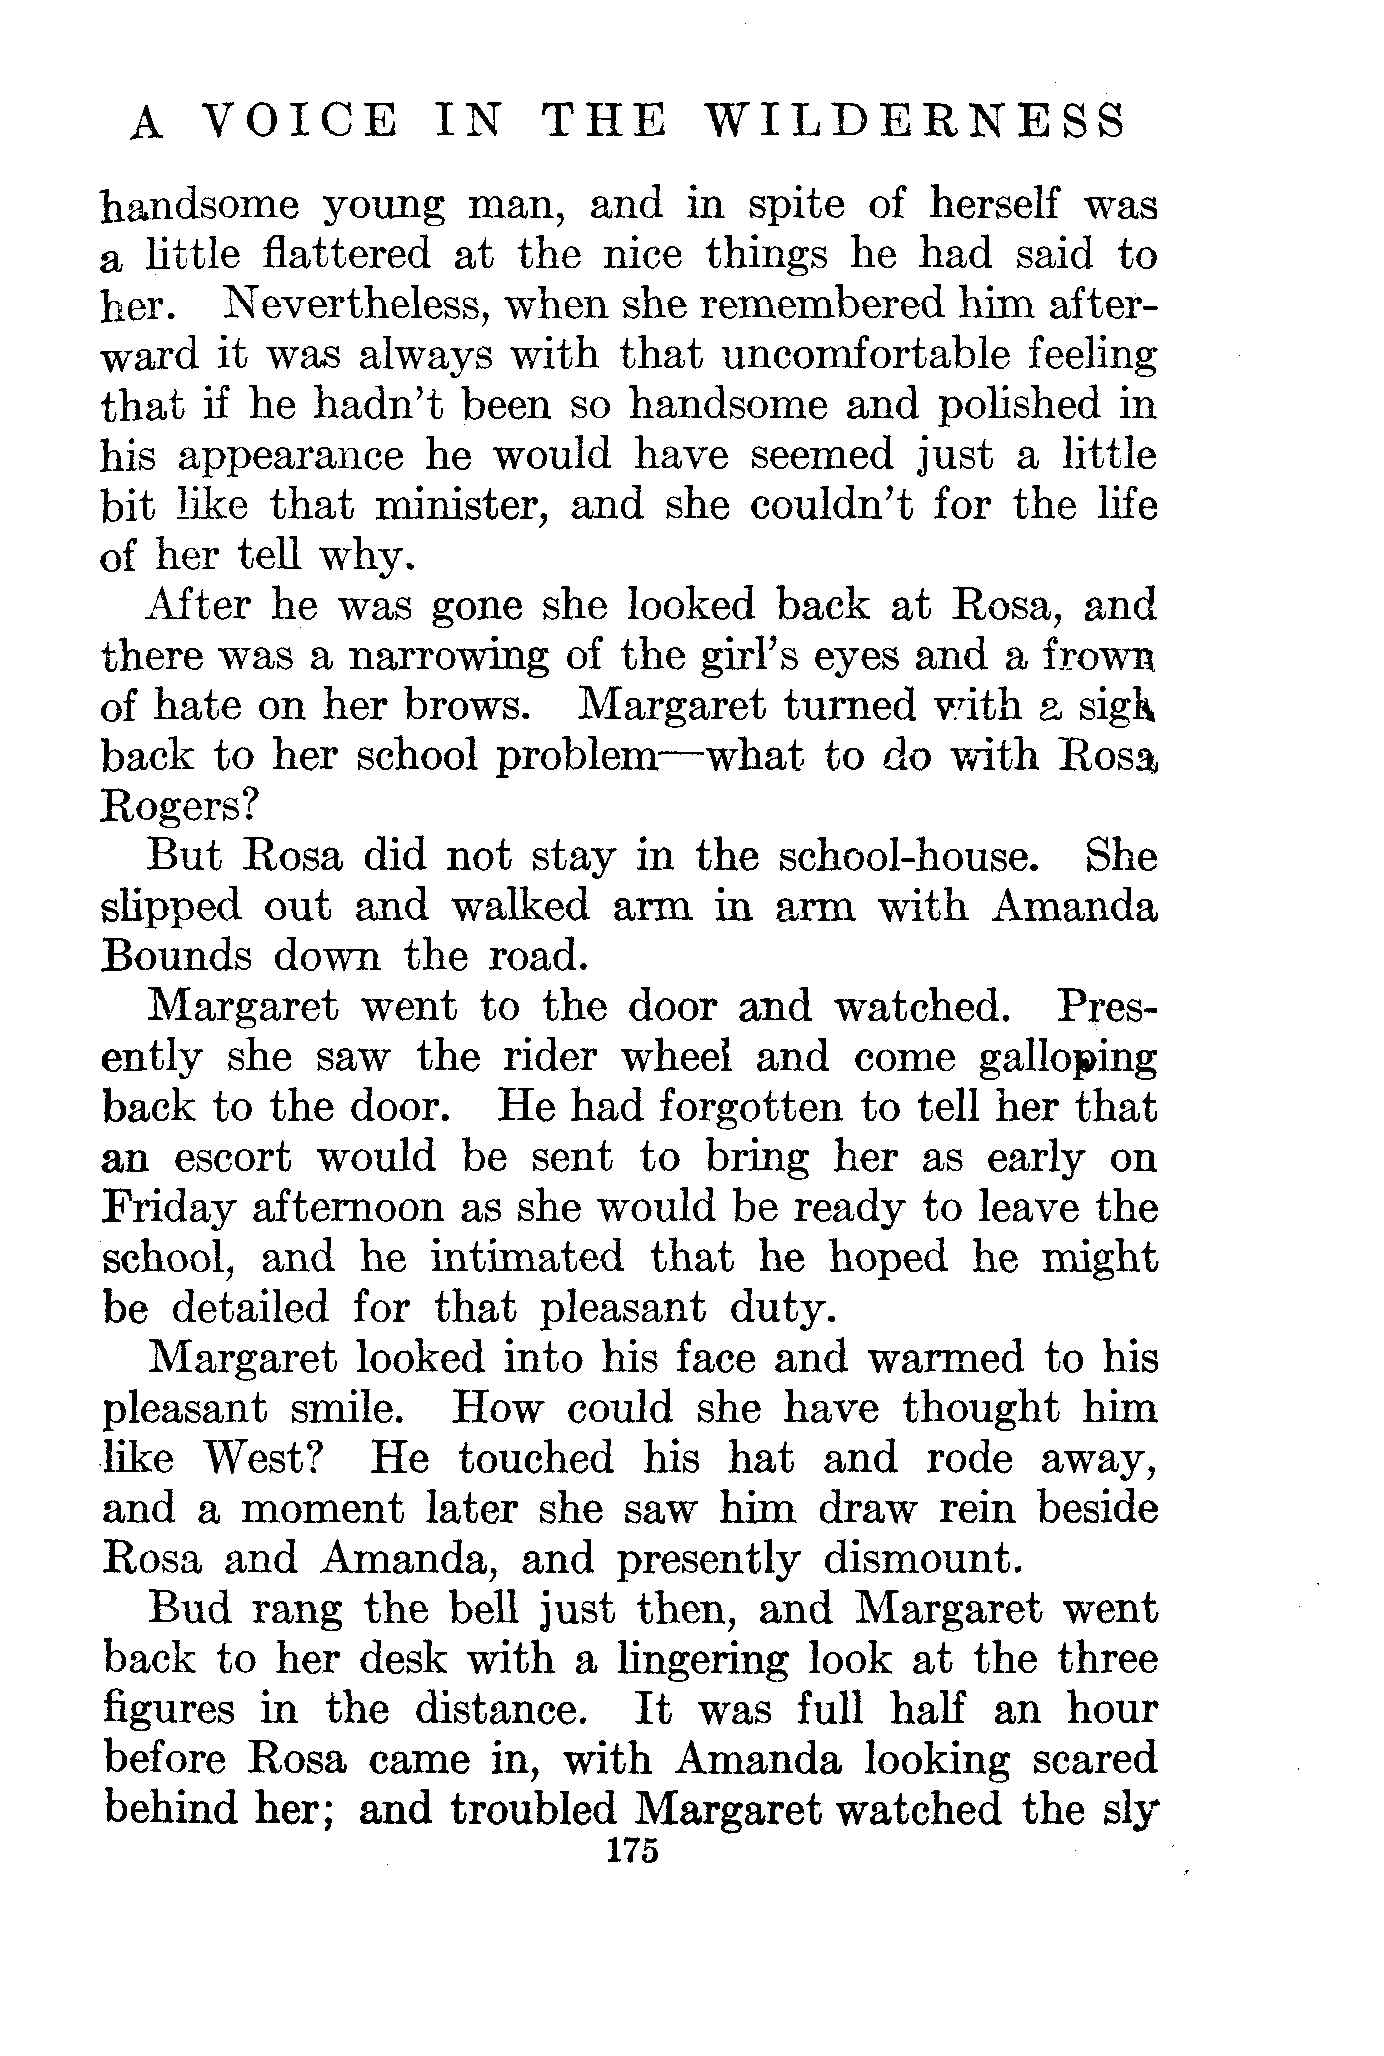 A VOICE IN THE WILDERNESS
handsome young man, and in spite of herself was
a little flattered at the nice things he had said to
her. Nevertheless, when she remembered him after-
ward it was always with that uncomfortable feeling
that if he hadn't been so handsome and polished in
his appearance he would have seemed just a little
bit like that minister, and she couldn't for the life
of her tell why.
After he was gone she looked back at Rosa, and
there was a narrowing of the girl's eyes and a frown
of hate on her brows. Margaret turned with a sigh
back to her school problem—what to do with Rosa
Rogers?
But Rosa did not stay in the school-house. She
slipped out and walked arm in arm with Amanda
Bounds down the road.
Margaret went to the door and watched. Pres-
ently she saw the rider wheel and come galloping
back to the door. He had forgotten to tell her that
an escort would be sent to bring her as early on
Friday afternoon as she would be ready to leave the
school, and he intimated that he hoped he might
be detailed for that pleasant duty.
Margaret looked into his face and warmed to his
pleasant smile. How could she have thought him
like West? He touched his hat and rode away,
and a moment later she saw him draw rein beside
Rosa and Amanda, and presently dismount.
Bud rang the bell just then, and Margaret went
back to her desk with a lingering look at the three
figures in the distance. It was full half an hour
before Rosa came in, with Amanda looking scared
behind her; and troubled Margaret watched the sly
175